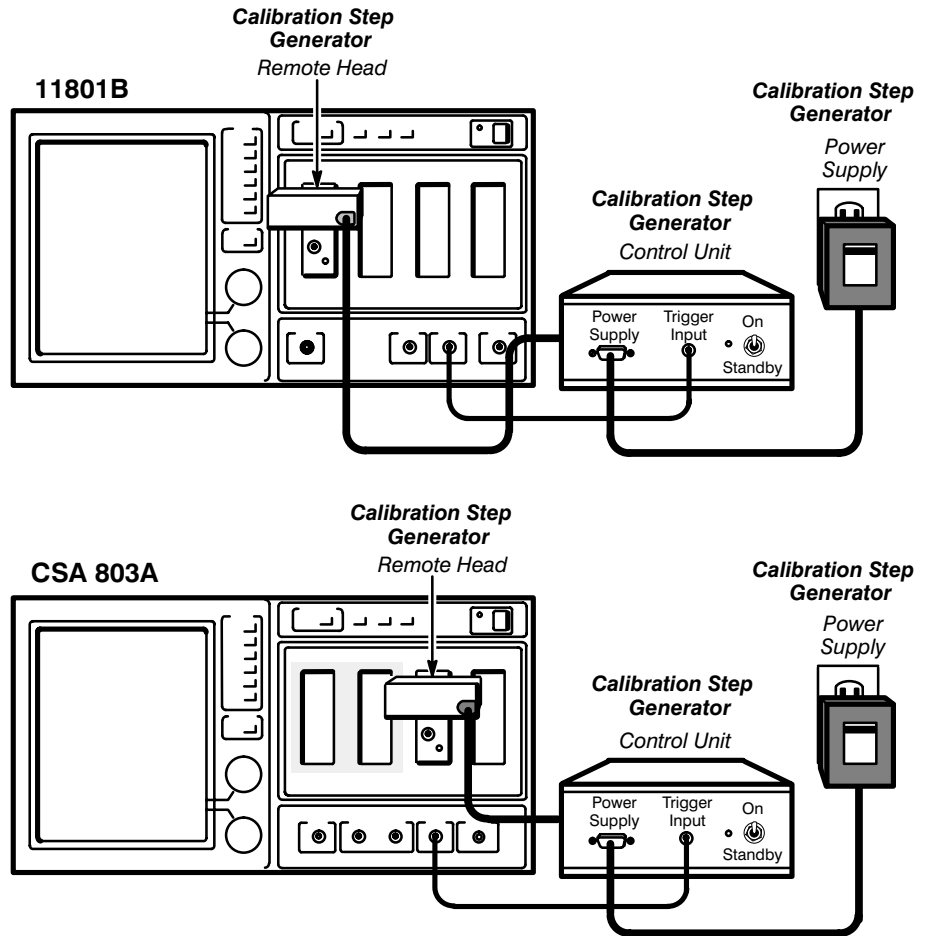 Calibration Step
Generator
Remote Head
11801B
Calibration Step
Generator
Power
Supply
Calibration Step
Generator
Control Unit
Power
Supply
Trigger
Input
On
Standby
Calibration Step
Generator
Remote Head
CSA 803A
Calibration Step
Generator
Power
Supply
Calibration Step
Generator
Control Unit
Power
Supply
Trigger
Input
On
Standby